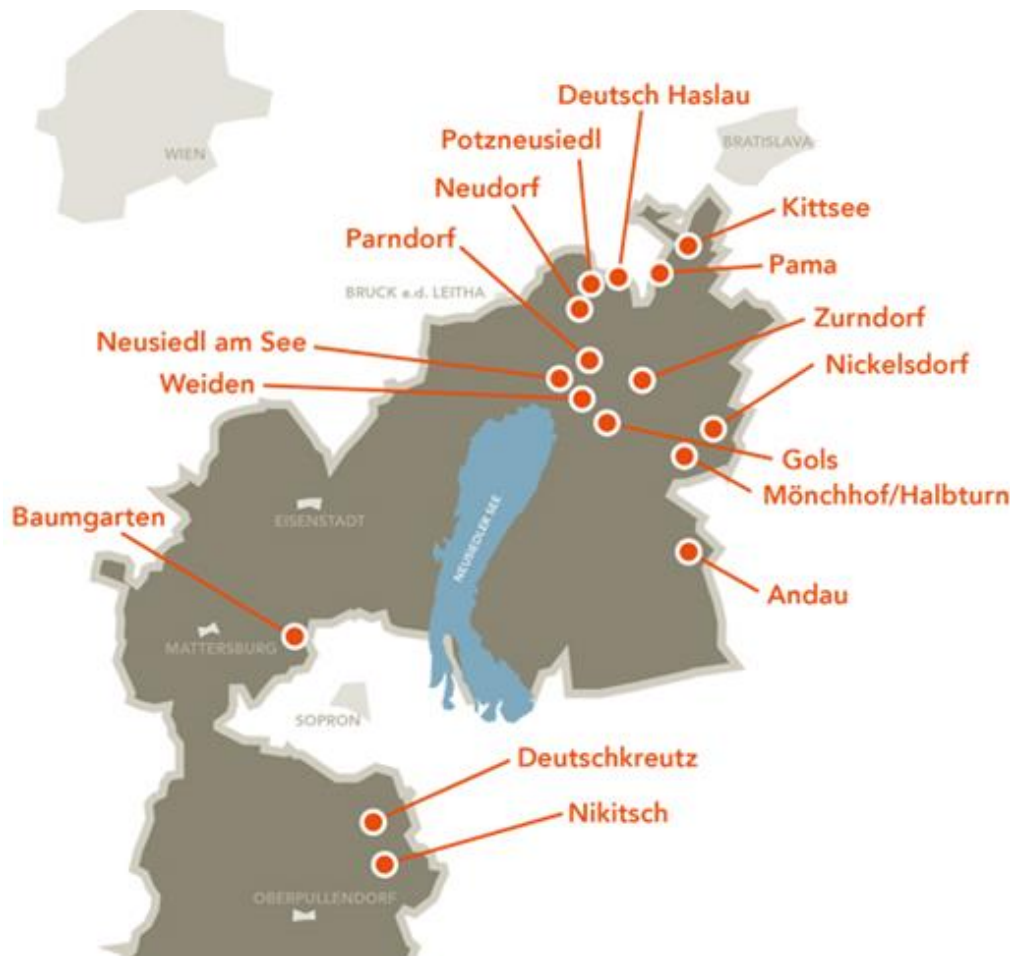 Deutsch Haslau
Potzneusiedl
BRATISLAVA
WIEN
Neudorf
Kittsee
Parndorf
Pama
BRUCK a.d. LEITHA
Zurndorf
Neusiedl am See
Nickelsdorf
Weiden
Gols
Mönchhof/Halbturn
Baumgarten
EISENSTADT
NEUSIEDLER SEE
Andau
MATTERSBURG
SOPRON
Deutschkreutz
Nikitsch
OBERPULLENDORF